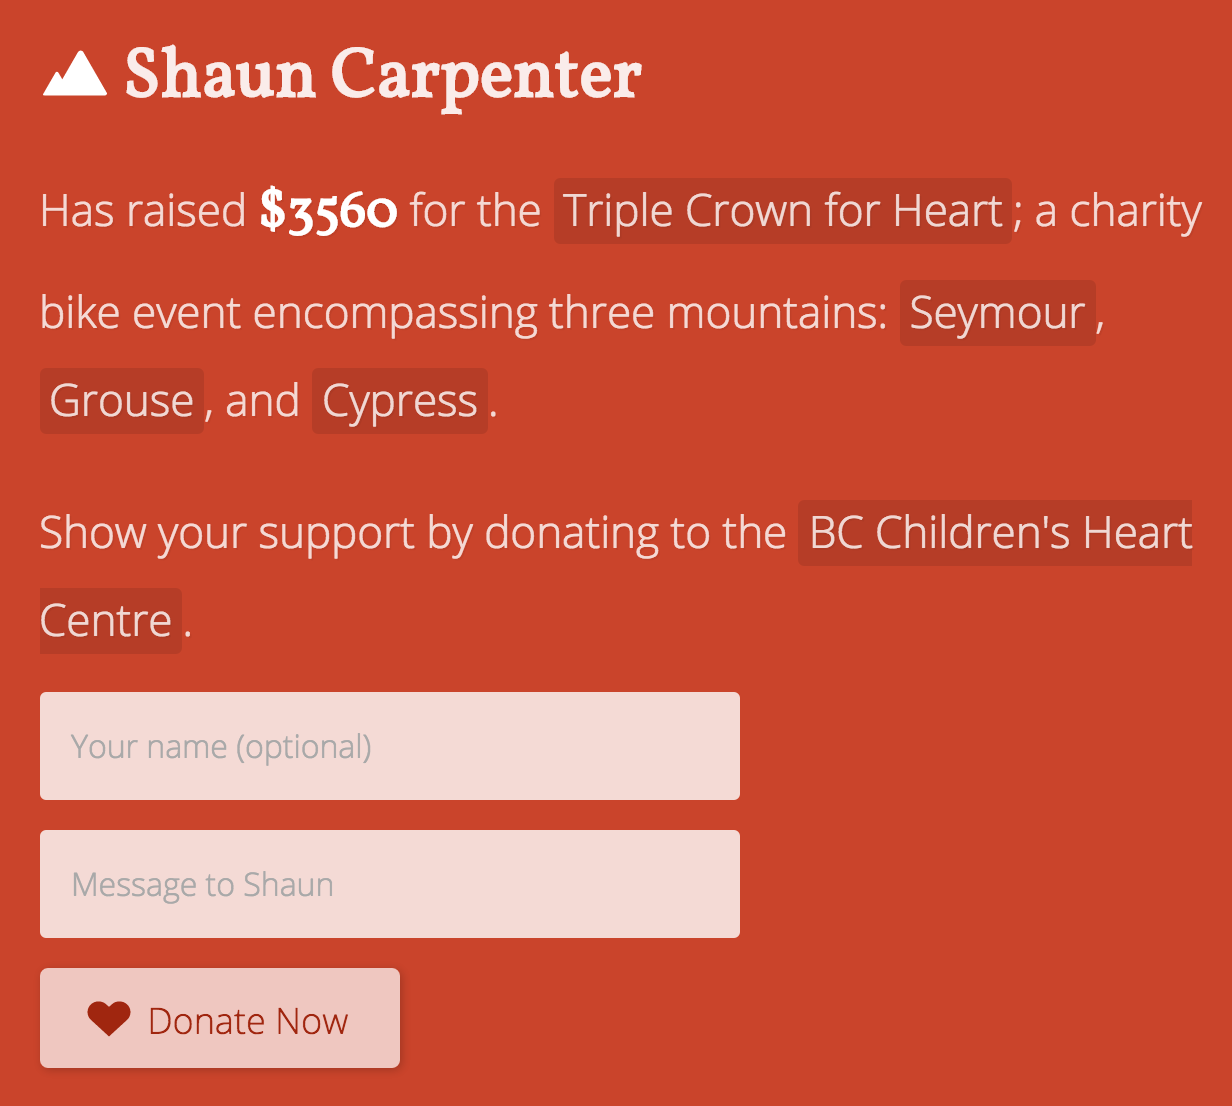 Shaun Carpenter
Has raised $3560 for the Triple Crown for Heart; a charity
bike event encompassing three mountains: Seymour,
Grouse, and Cypress.
Show your support by donating to the BC Children's Heart
Centre.
Your name (optional)
Message to Shaun
Donate Now